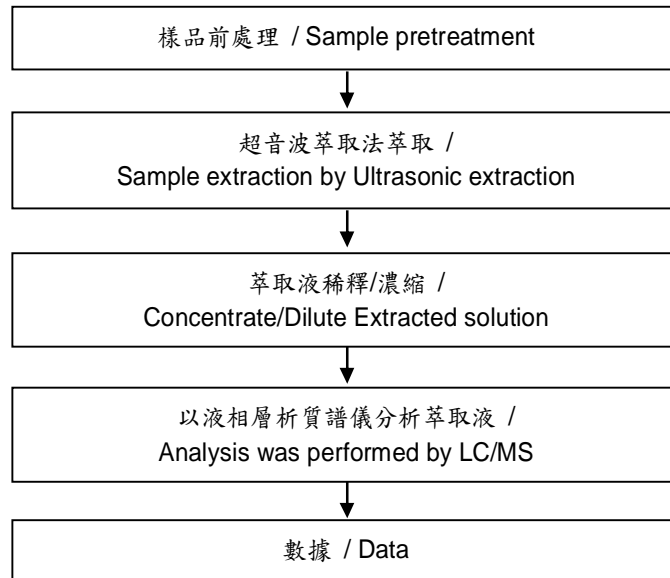 樣品前處理 / Sample pretreatment
超音波萃取法萃取 /
Sample extraction by Ultrasonic extraction
萃取液稀釋/濃縮 /
Concentrate/Dilute Extracted solution
以液相層析質譜儀分析萃取液 /
Analysis was performed by LC/MS
數據 / Data